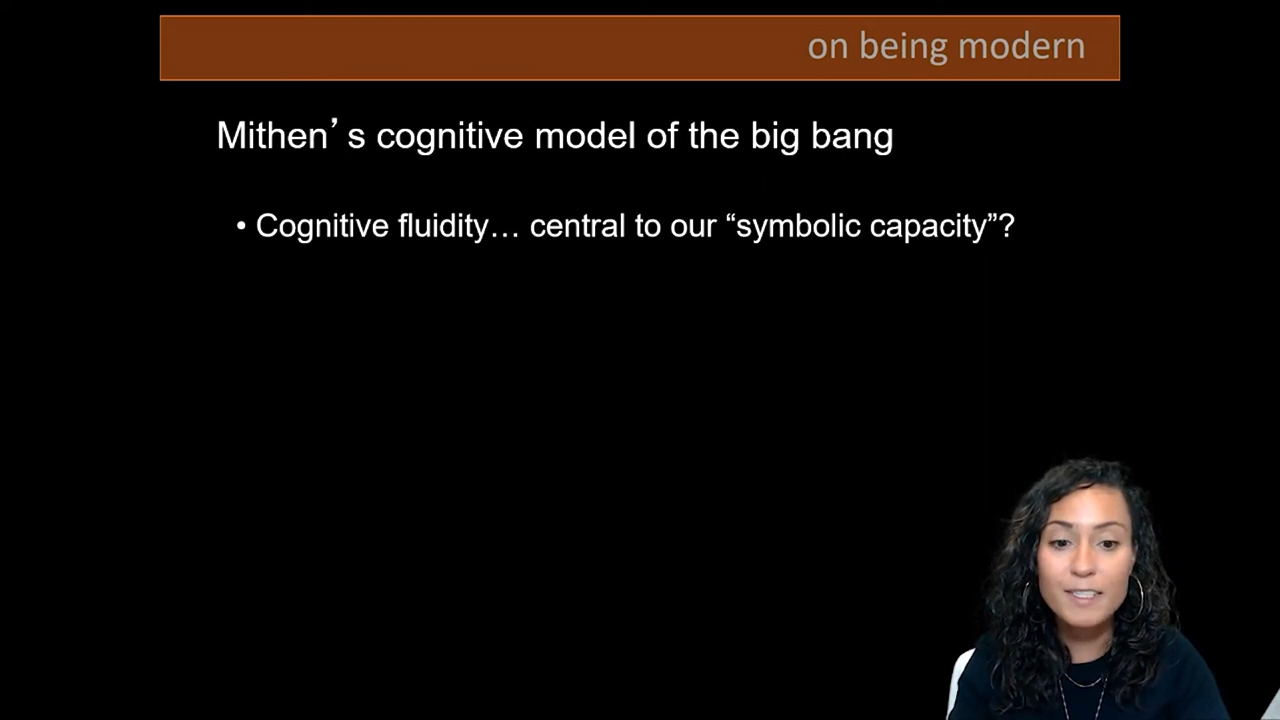 on being modern
Mithen’s cognitive model of the big bang
• Cognitive fluidity… central to our “symbolic capacity”?